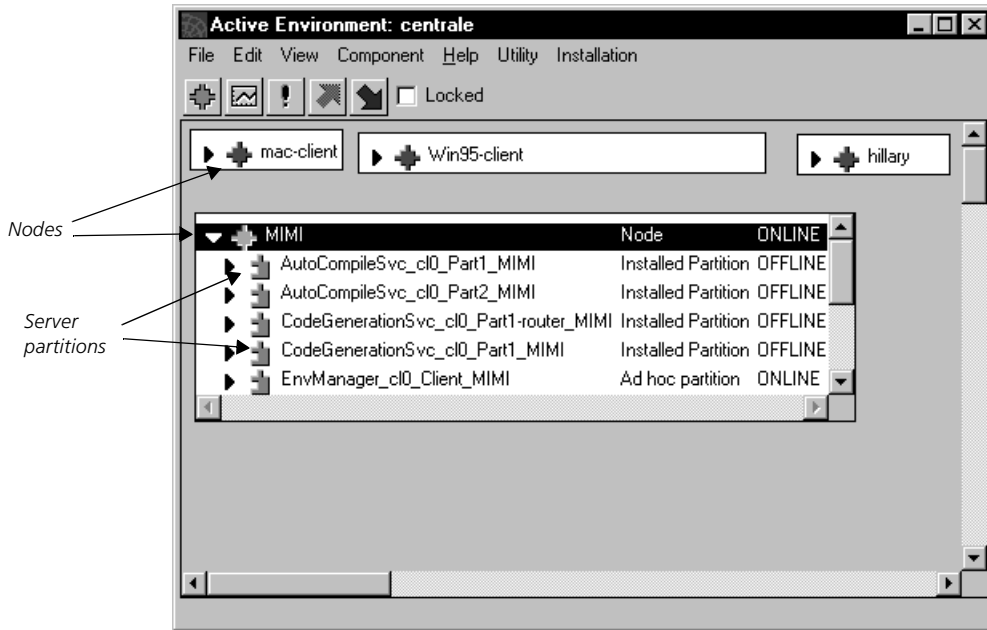 Active Environment: centrale
File Edit View Component Help Utility Installation
Locked
mac-client Win95-client hillary
Nodes
MIMI Node ONLINE
AutoCompileSvc_cl0_Part1_MIMI Installed Partition OFFLINE
AutoCompileSvc_cl0_Part2_MIMI Installed Partition OFFLINE
Server
partitions
CodeGenerationSvc_cl0_Part1-router_MIMI Installed Partition OFFLINE
CodeGenerationSvc_cl0_Part1_MIMI Installed Partition OFFLINE
EnvManager_cl0_Client_MIMI Ad hoc partition ONLINE